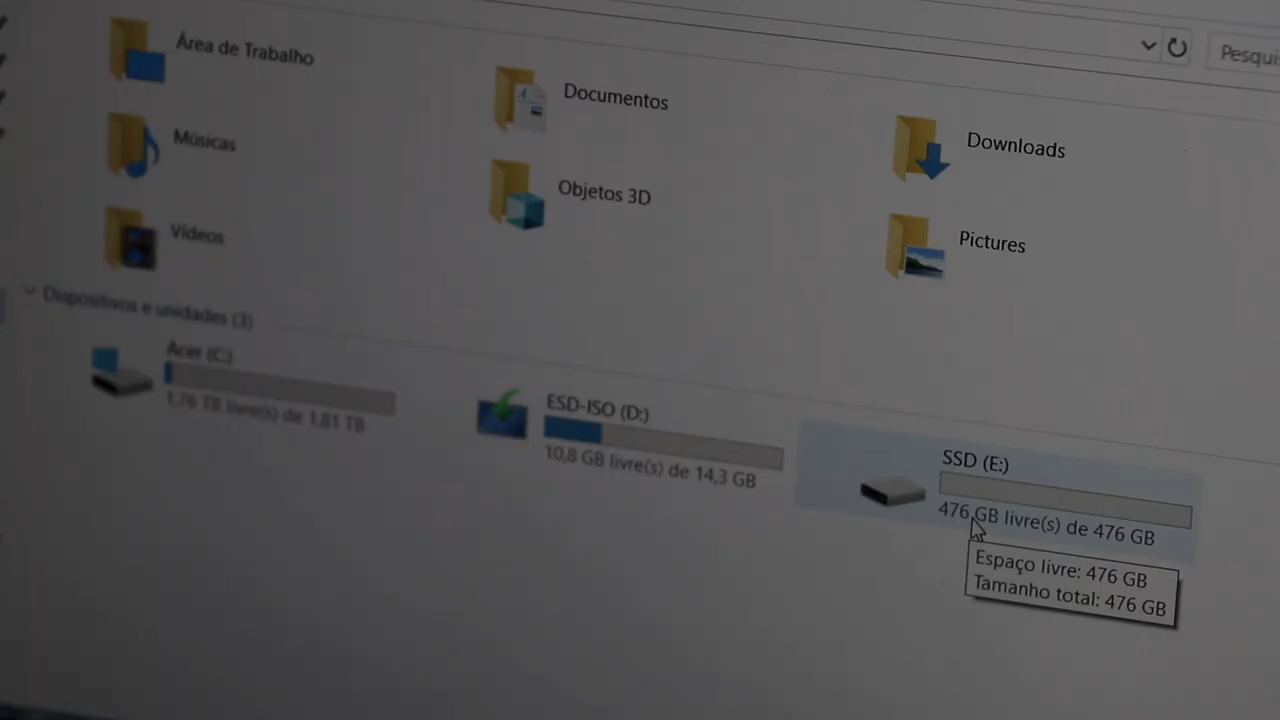 Pesqui
Área de Trabalho
Documentos
Downloads
Músicas
Objetos 3D
Pictures
Vídeos
Dispositivos e unidades (3)
Acer (C:)
1,76 TB livre(s) de 1,81 TB
ESD-ISO (D:)
10,8 GB livre(s) de 14,3 GB
SSD (E:)
476 GB livre(s) de 476 GB
Espaço livre: 476 GB
Tamanho total: 476 GB